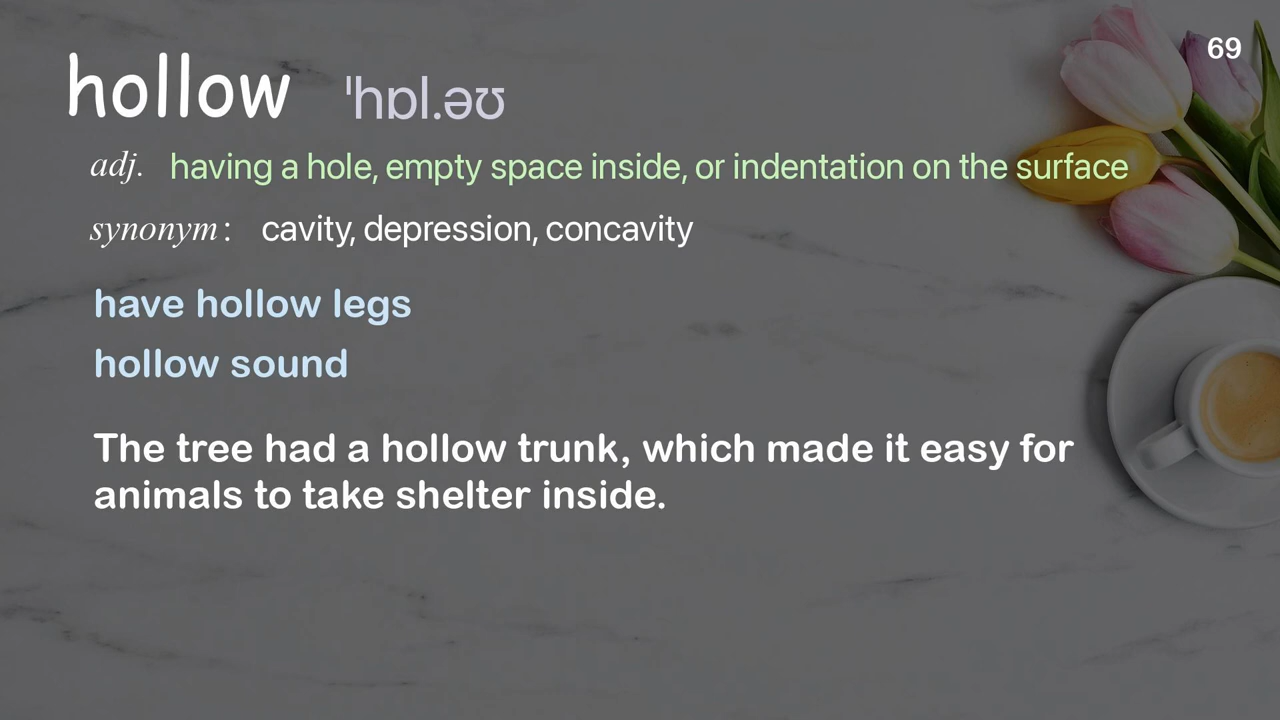 69
hollow ˈhɒl.əʊ
adj. having a hole, empty space inside, or indentation on the surface
synonym : cavity, depression, concavity
have hollow legs
hollow sound
The tree had a hollow trunk, which made it easy for
animals to take shelter inside.